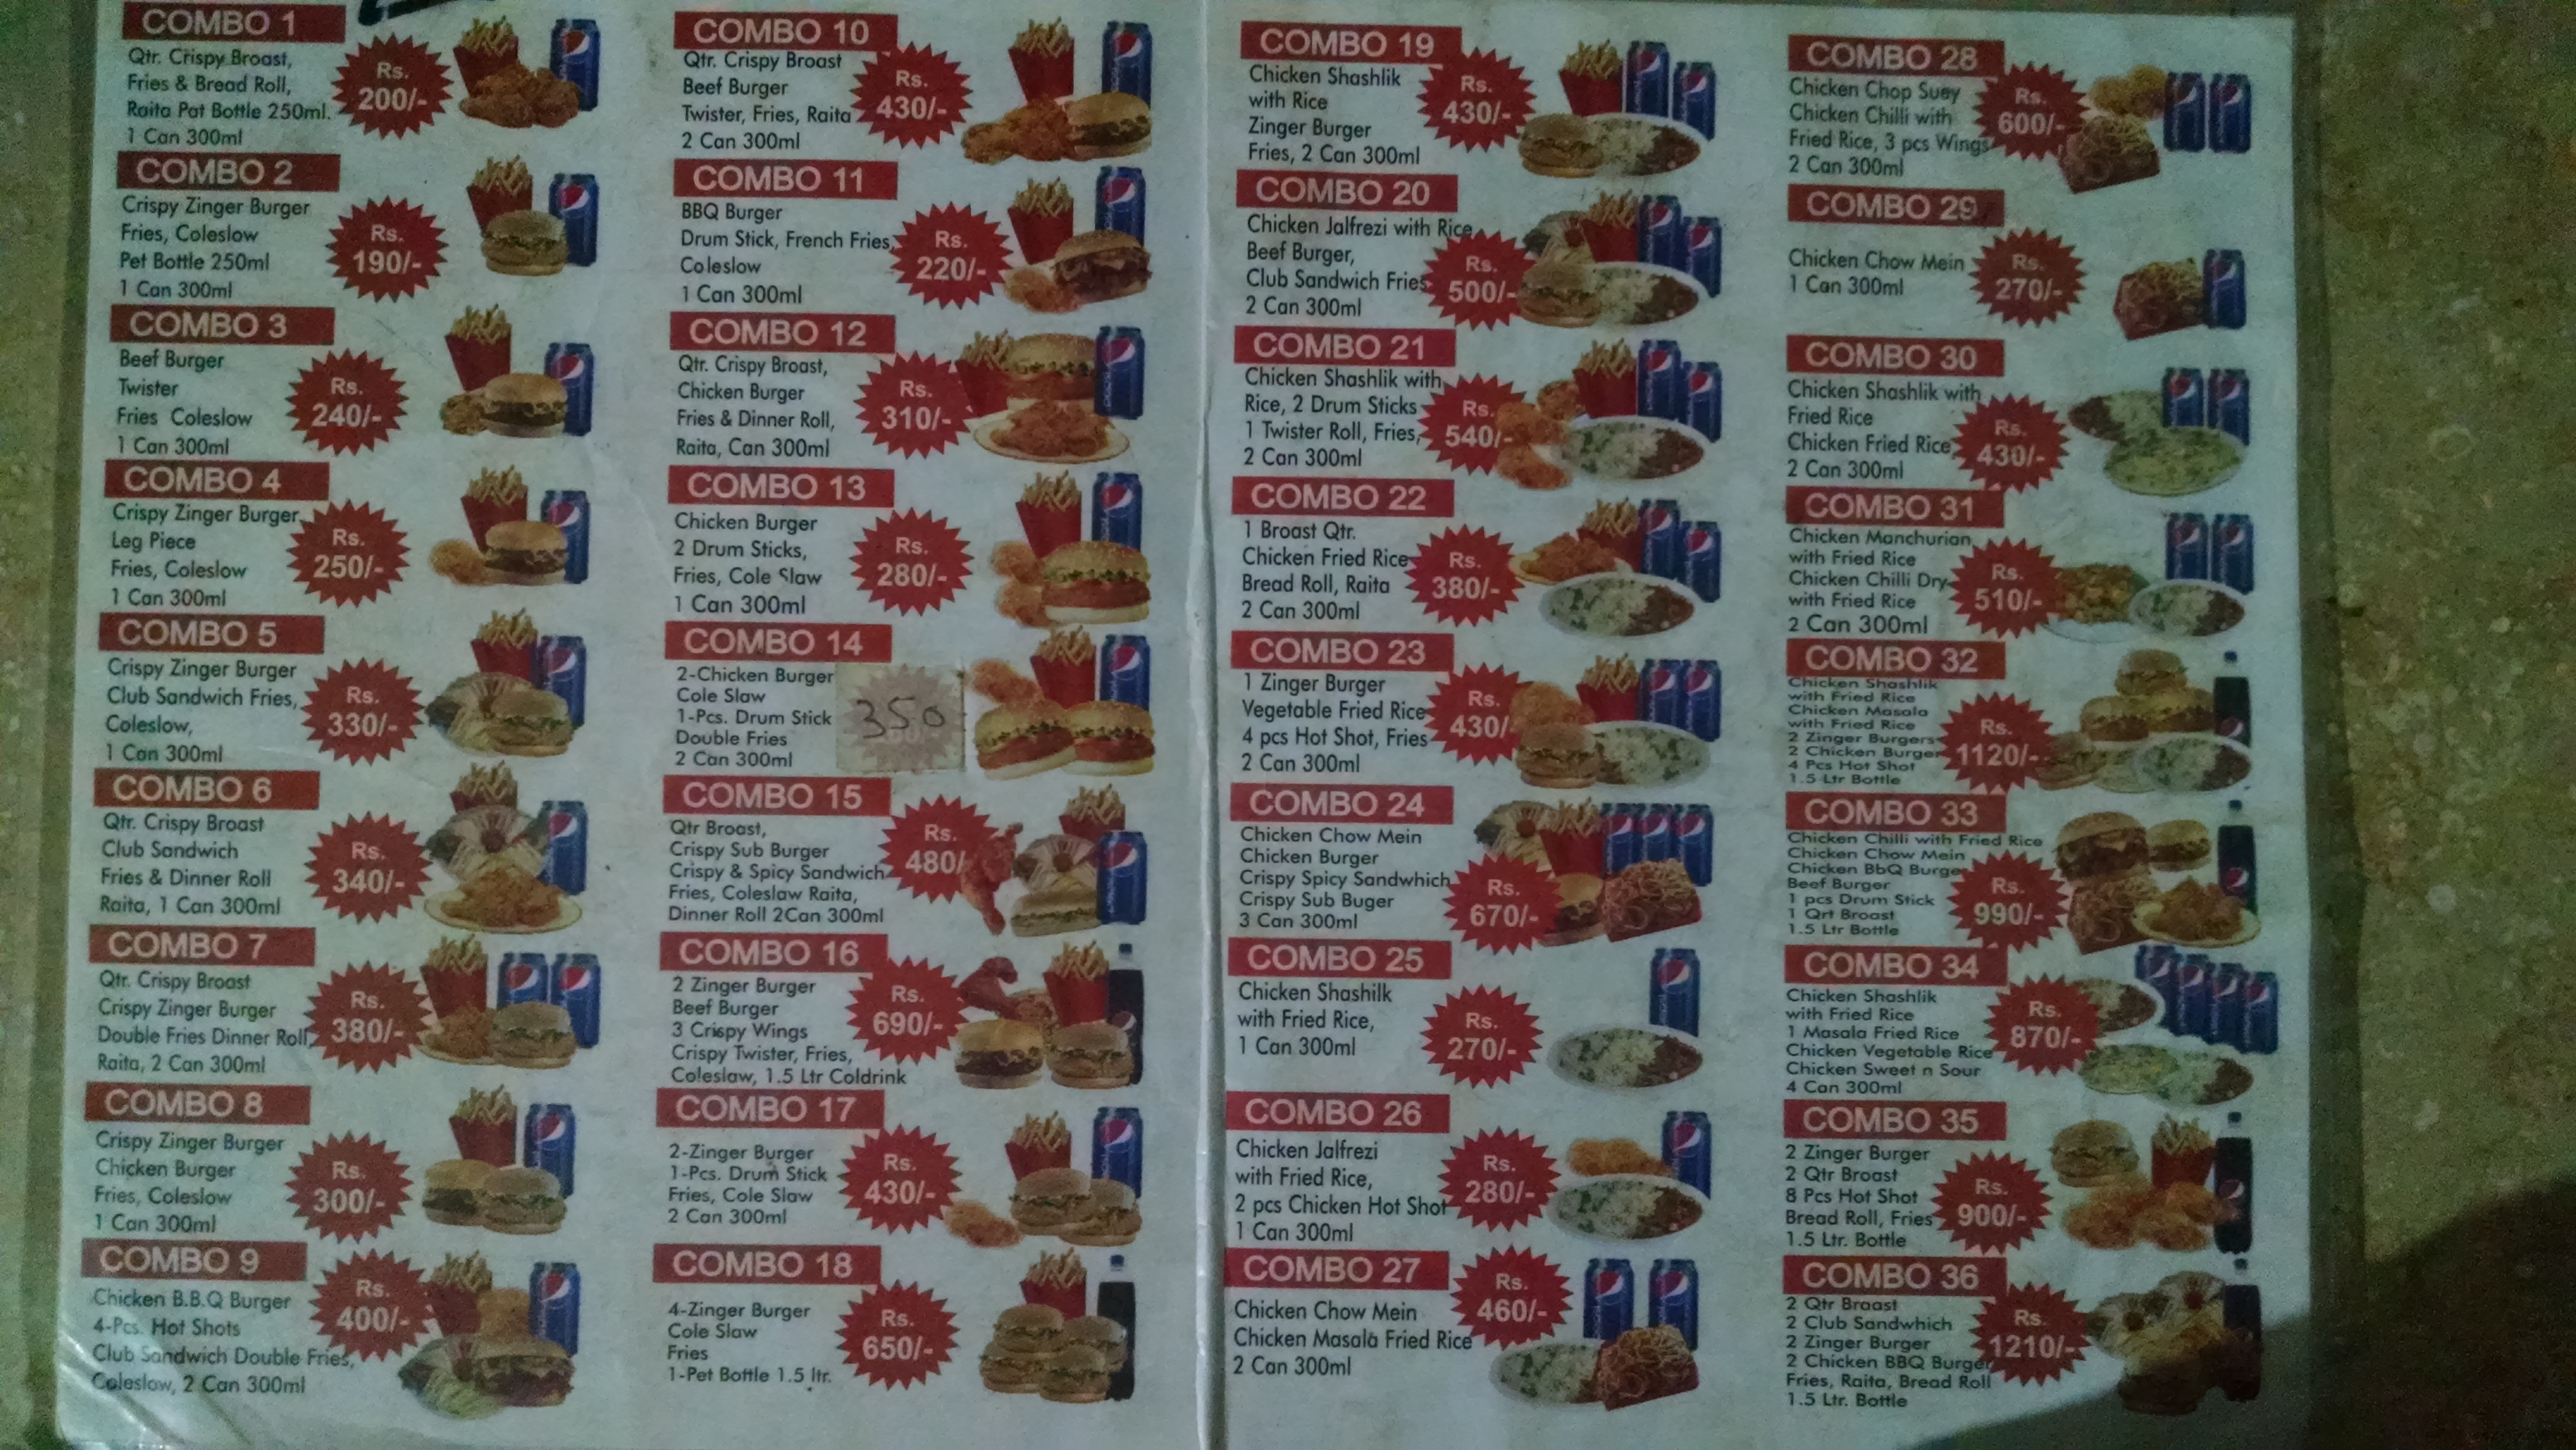 COMBO 1
Qtr. Crispy Broast,
Fries & Bread Roll,
Raita Pat Bottle 250ml.
1 Can 300ml
Rs.
200/-
COMBO 2
Crispy Zinger Burger
Fries, Coleslow
Pet Bottle 250ml
1 Can 300ml
Rs.
190/-
COMBO 3
Beef Burger
Twister
Fries Coleslow
1 Can 300ml
Rs.
240/-
COMBO 4
Crispy Zinger Burger
Leg Piece
Fries, Coleslow
1 Can 300ml
Rs.
250/-
COMBO 5
Crispy Zinger Burger
Club Sandwich Fries,
Coleslow,
1 Can 300ml
Rs.
330/-
COMBO 6
Qtr. Crispy Broast
Club Sandwich
Fries & Dinner Roll
Raita, 1 Can 300ml
Rs.
340/-
COMBO 7
Qtr. Crispy Broast
Crispy Zinger Burger
Double Fries Dinner Roll,
Raita, 2 Can 300ml
Rs.
380/-
COMBO 8
Crispy Zinger Burger
Chicken Burger
Fries, Coleslow
1 Can 300ml
Rs.
300/-
COMBO 9
Chicken B.B.Q Burger
4-Pcs. Hot Shots
Club Sandwich Double Fries,
Coleslow, 2 Can 300ml
Rs.
400/-
COMBO 10
Qtr. Crispy Broast
Beef Burger
Twister, Fries, Raita
2 Can 300ml
Rs.
430/-
COMBO 11
BBQ Burger
Drum Stick, French Fries,
Coleslow
1 Can 300ml
Rs.
220/-
COMBO 12
Qtr. Crispy Broast,
Chicken Burger
Fries & Dinner Roll,
Raita, Can 300ml
Rs.
310/-
COMBO 13
Chicken Burger
2 Drum Sticks,
Fries, Cole Slaw
1 Can 300ml
Rs.
280/-
COMBO 14
2-Chicken Burger
Cole Slaw
1-Pcs. Drum Stick
Double Fries
2 Can 300ml
350
COMBO 15
Qtr Broast,
Crispy Sub Burger
Crispy & Spicy Sandwich
Fries, Coleslaw Raita,
Dinner Roll 2Can 300ml
Rs.
480/
COMBO 16
2 Zinger Burger
Beef Burger
3 Crispy Wings
Crispy Twister, Fries,
Coleslaw, 1.5 Ltr Coldrink
Rs.
690/-
COMBO 17
2-Zinger Burger
1-Pcs. Drum Stick
Fries, Cole Slaw
2 Can 300ml
Rs.
430/-
COMBO 18
4-Zinger Burger
Cole Slaw
Fries
1-Pet Bottle 1.5 ltr.
Rs.
650/-
COMBO 19
Chicken Shashlik
with Rice
Zinger Burger
Fries, 2 Can 300ml
Rs.
430/-
COMBO 20
Chicken Jalfrezi with Rice
Beef Burger,
Club Sandwich Fries
2 Can 300ml
Rs.
500/-
COMBO 21
Chicken Shashlik with
Rice, 2 Drum Sticks
1 Twister Roll, Fries,
2 Can 300ml
Rs.
540/-
COMBO 22
1 Broast Qtr.
Chicken Fried Rice
Bread Roll, Raita
2 Can 300ml
Rs.
380/-
COMBO 23
1 Zinger Burger
Vegetable Fried Rice
4 pcs Hot Shot, Fries
2 Can 300ml
Rs.
430/-
COMBO 24
Chicken Chow Mein
Chicken Burger
Crispy Spicy Sandwhich
Crispy Sub Buger
3 Can 300ml
Rs.
670/-
COMBO 25
Chicken Shashilk
with Fried Rice,
1 Can 300ml
Rs.
270/-
COMBO 26
Chicken Jalfrezi
with Fried Rice,
2 pcs Chicken Hot Shot
1 Can 300ml
Rs.
280/-
COMBO 27
Chicken Chow Mein
Chicken Masala Fried Rice
2 Can 300ml
Rs.
460/-
COMBO 28
Chicken Chop Suey
Chicken Chilli with
Fried Rice, 3 pcs Wings
2 Can 300ml
Rs.
600/-
COMBO 29
Chicken Chow Mein
1 Can 300ml
Rs.
270/-
COMBO 30
Chicken Shashlik with
Fried Rice
Chicken Fried Rice
2 Can 300ml
Rs.
430/-
COMBO 31
Chicken Manchurian
with Fried Rice
Chicken Chilli Dry
with Fried Rice
2 Can 300ml
Rs.
510/-
COMBO 32
Chicken Shashlik
with Fried Rice
Chicken Masala
with Fried Rice
2 Zinger Burgers
2 Chicken Burger
4 Pcs Hot Shot
1.5 Ltr Bottle
Rs.
1120/-
COMBO 33
Chicken Chilli with Fried Rice
Chicken Chow Mein
Chicken BbQ Burger
Beef Burger
1 pcs Drum Stick
1 Qrt Broast
1.5 Ltr Bottle
Rs.
990/-
COMBO 34
Chicken Shashlik
with Fried Rice
1 Masala Fried Rice
Chicken Vegetable Rice
Chicken Sweet n Sour
4 Can 300ml
Rs.
870/-
COMBO 35
2 Zinger Burger
2 Qtr Broast
8 Pcs Hot Shot
Bread Roll, Fries
1.5 Ltr. Bottle
Rs.
900/-
COMBO 36
2 Qtr Broast
2 Club Sandwhich
2 Zinger Burger
2 Chicken BBQ Burger
Fries, Raita, Bread Roll
1.5 Ltr. Bottle
Rs.
1210/-